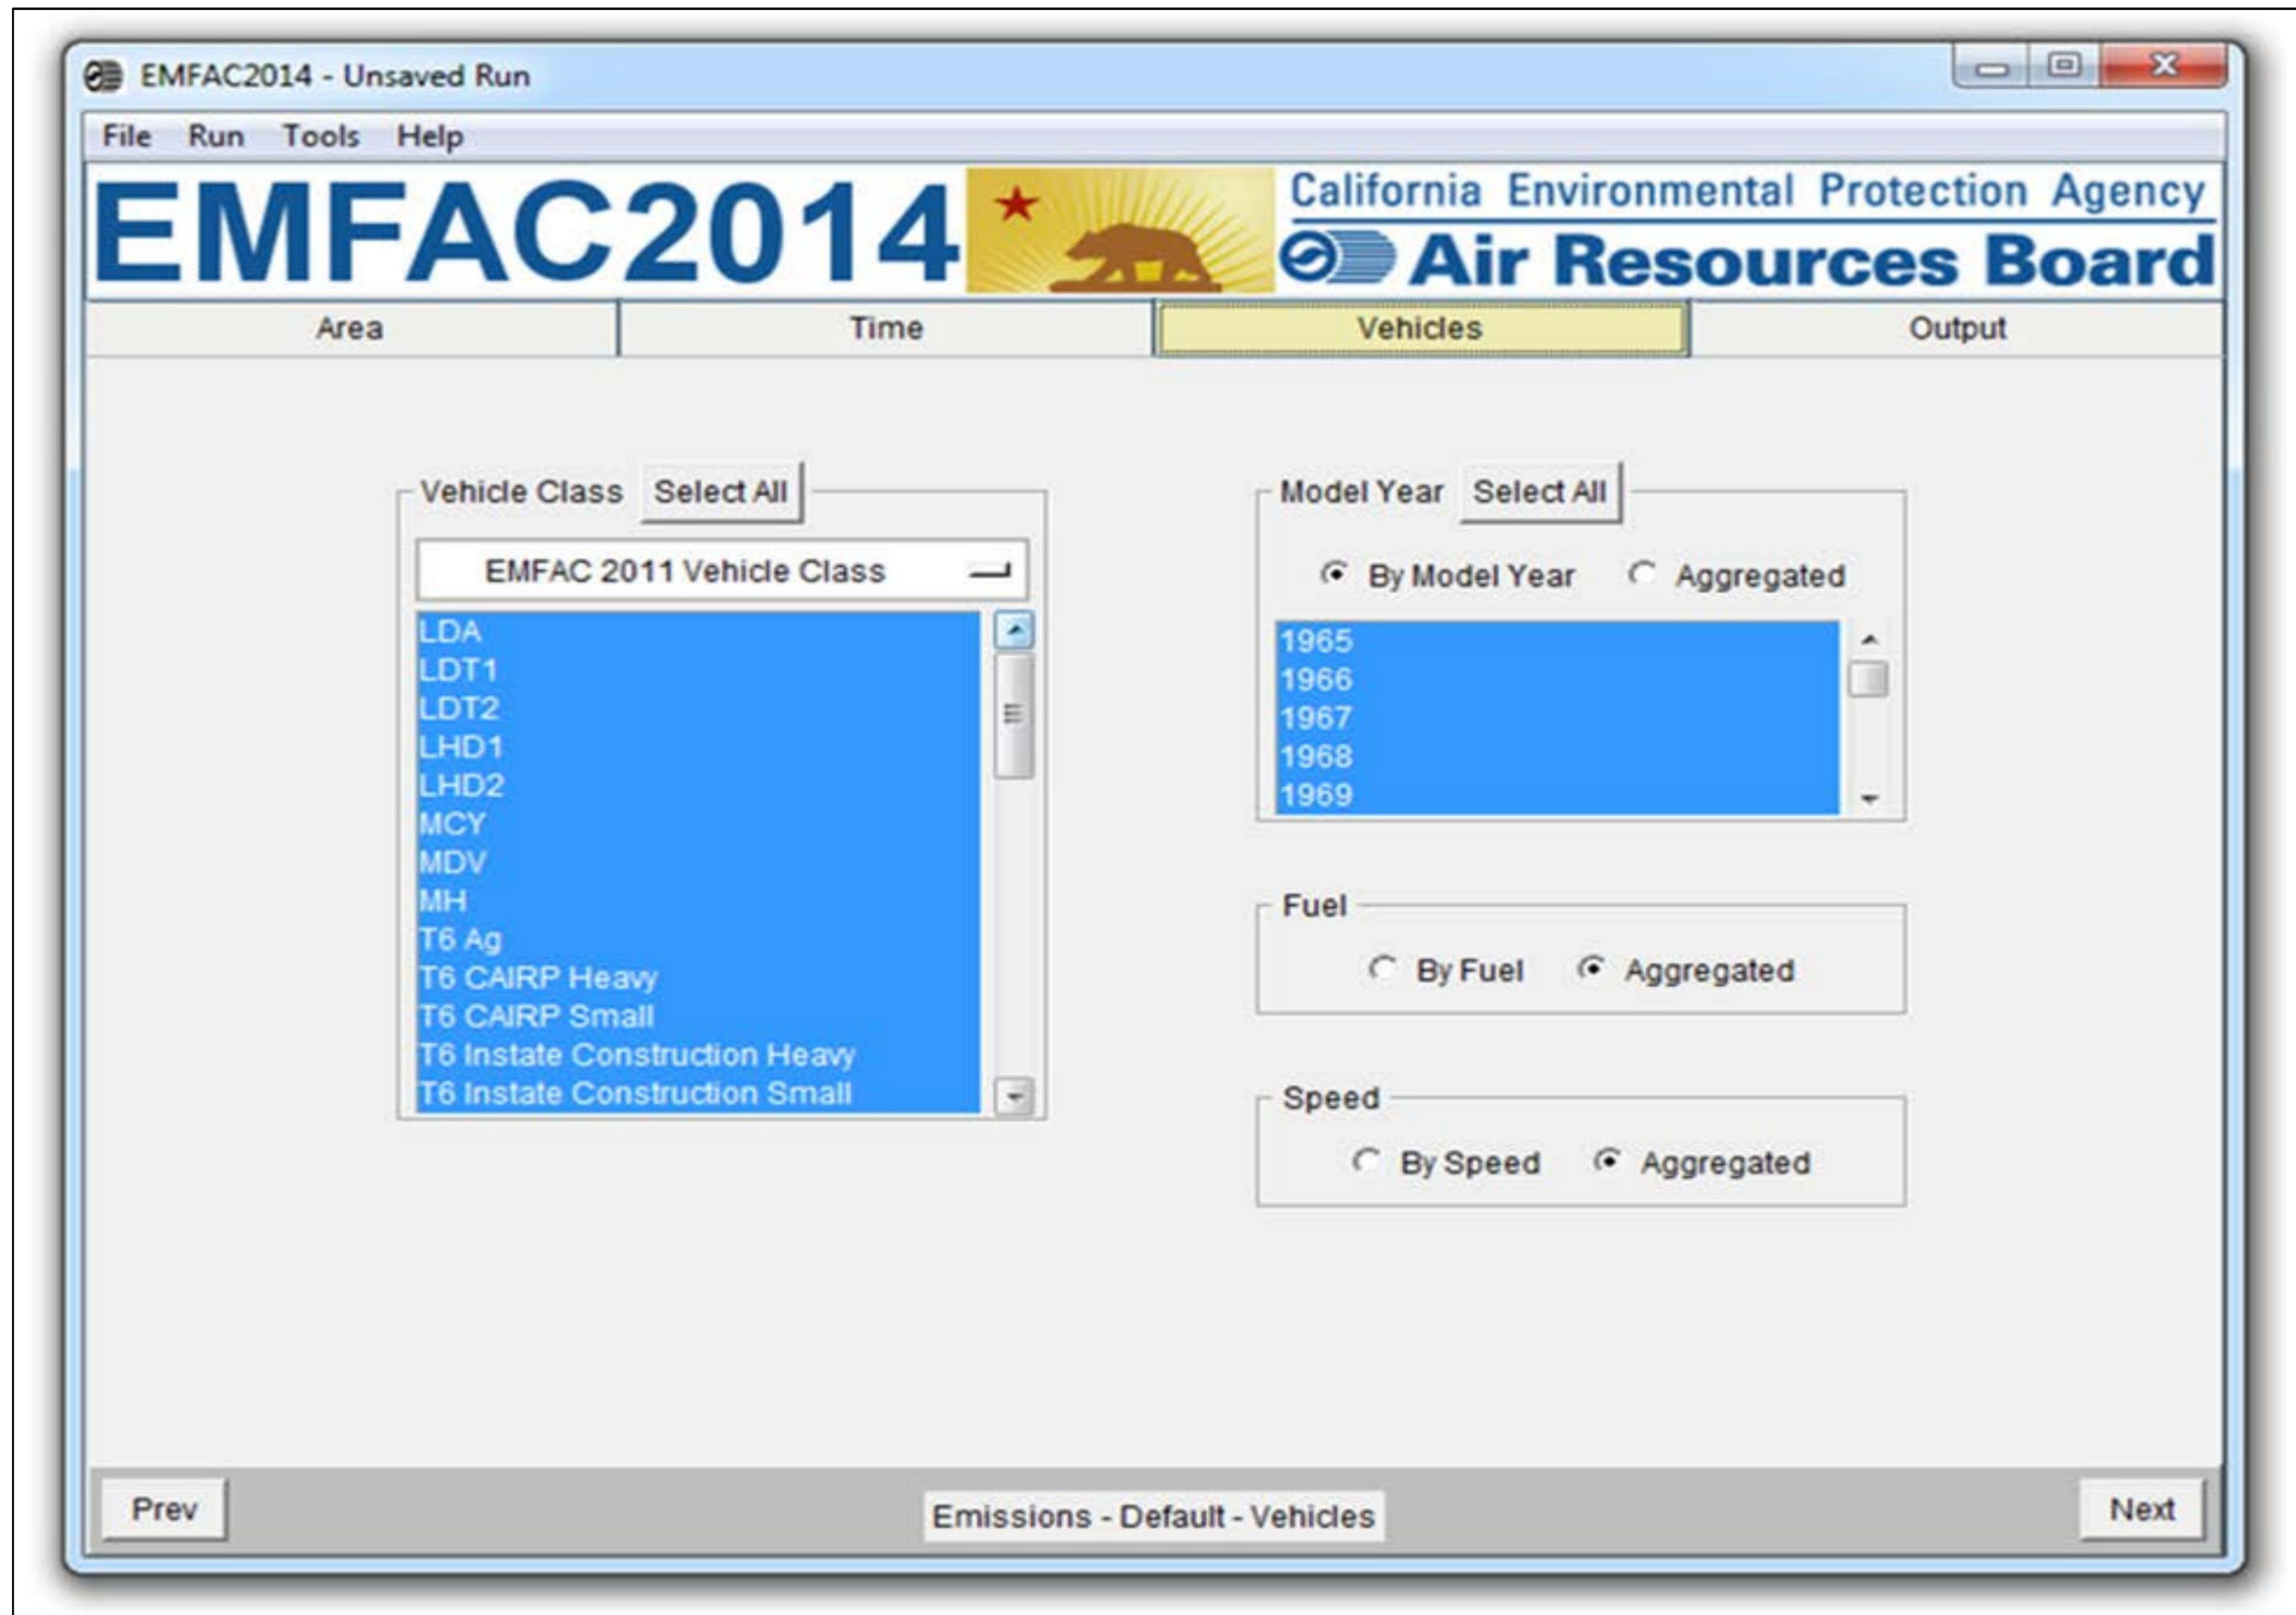 EMFAC2014 - Unsaved Run
File Run Tools Help
EMFAC2014
California Environmental Protection Agency
Air Resources Board
Area Time Vehicles Output
Vehicle Class Select All
EMFAC 2011 Vehicle Class
LDA
LDT1
LDT2
LHD1
LHD2
MCY
MDV
MH
T6 Ag
T6 CAIRP Heavy
T6 CAIRP Small
T6 Instate Construction Heavy
T6 Instate Construction Small
Model Year Select All
By Model Year Aggregated
1965
1966
1967
1968
1969
Fuel
By Fuel Aggregated
Speed
By Speed Aggregated
Prev Emissions - Default - Vehicles Next